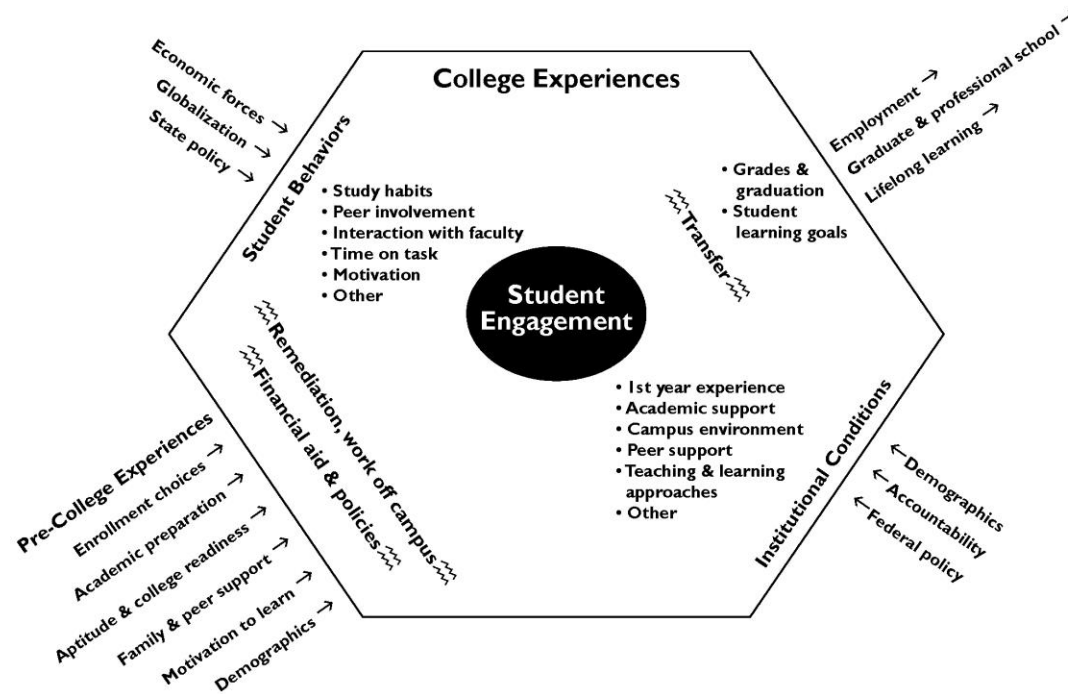 College Experiences
Economic forces →
Globalization →
State policy →
Student Behaviors
• Study habits
• Peer involvement
• Interaction with faculty
• Time on task
• Motivation
• Other
Employment →
Graduate & professional school →
Lifelong learning →
• Grades &
graduation
• Student
learning goals
Transfer
Student
Engagement
Remediation, work off campus
Financial aid & policies
• 1st year experience
• Academic support
• Campus environment
• Peer support
• Teaching & learning
approaches
• Other
Institutional Conditions
← Demographics
← Accountability
← Federal policy
Pre-College Experiences
Enrollment choices →
Academic preparation →
Aptitude & college readiness →
Family & peer support →
Motivation to learn →
Demographics →